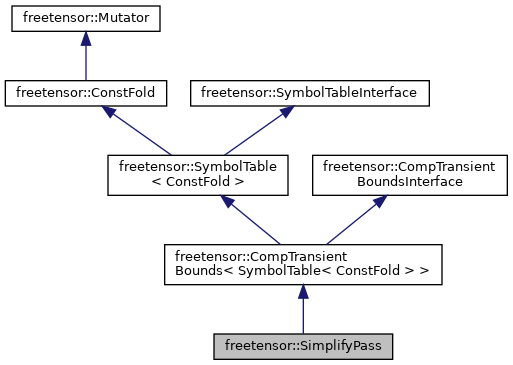 freetensor::Mutator
freetensor::ConstFold
freetensor::SymbolTableInterface
freetensor::SymbolTable
< ConstFold >
freetensor::CompTransient
BoundsInterface
freetensor::CompTransient
Bounds< SymbolTable< ConstFold > >
freetensor::SimplifyPass